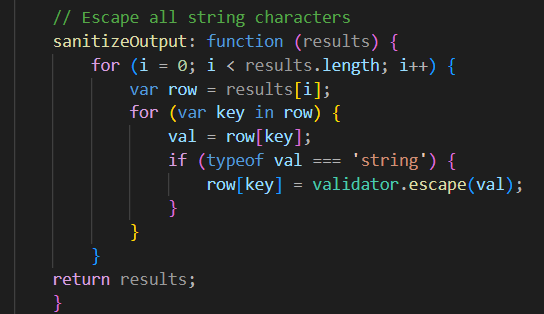 // Escape all string characters
sanitizeOutput: function (results) {
for (i = 0; i < results.length; i++) {
var row = results[i];
for (var key in row) {
val = row[key];
if (typeof val === 'string') {
row[key] = validator.escape(val);
}
}
}
return results;
}